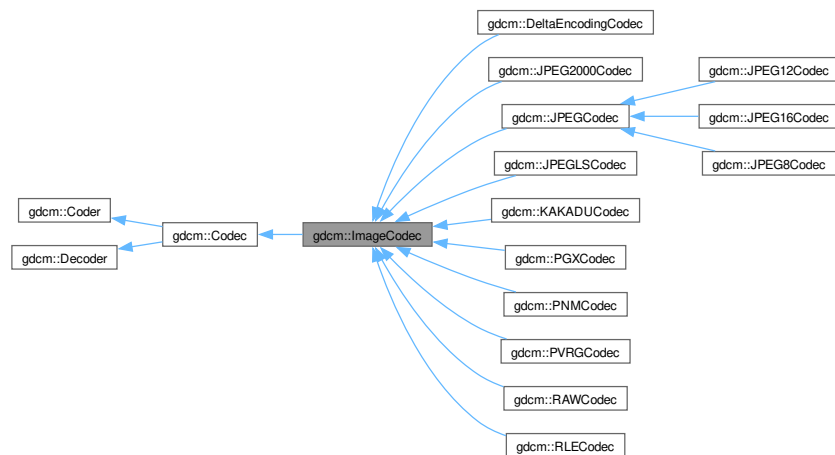 gdcm::DeltaEncodingCodec
gdcm::JPEG2000Codec
gdcm::JPEG12Codec
gdcm::JPEGCodec
gdcm::JPEG16Codec
gdcm::JPEGLSCodec
gdcm::JPEG8Codec
gdcm::Coder
gdcm::KAKADUCodec
gdcm::Codec
gdcm::ImageCodec
gdcm::Decoder
gdcm::PGXCodec
gdcm::PNMCodec
gdcm::PVRGCodec
gdcm::RAWCodec
gdcm::RLECodec